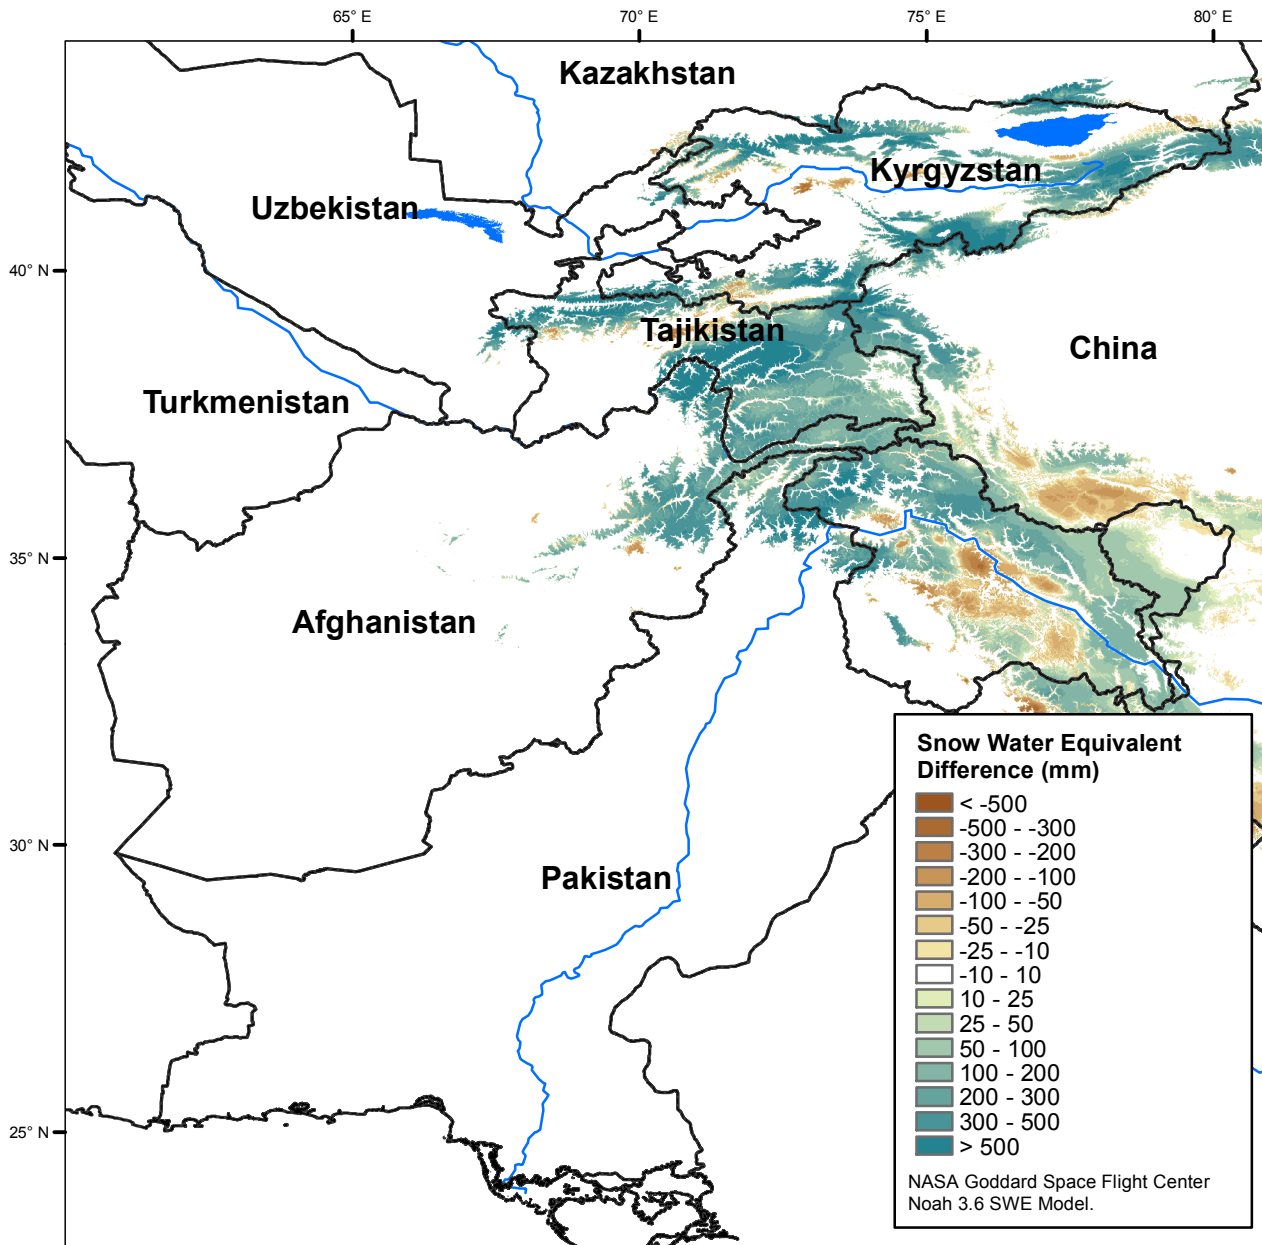 65° E
70° E
75° E
80° E
Kazakhstan
Kyrgyzstan
Uzbekistan
40° N
Tajikistan
China
Turkmenistan
35° N
Afghanistan
30° N
Pakistan
25° N
Snow Water Equivalent
Difference (mm)
< -500
-500 - -300
-300 - -200
-200 - -100
-100 - -50
-50 - -25
-25 - -10
-10 - 10
10 - 25
25 - 50
50 - 100
100 - 200
200 - 300
300 - 500
> 500
NASA Goddard Space Flight Center
Noah 3.6 SWE Model.